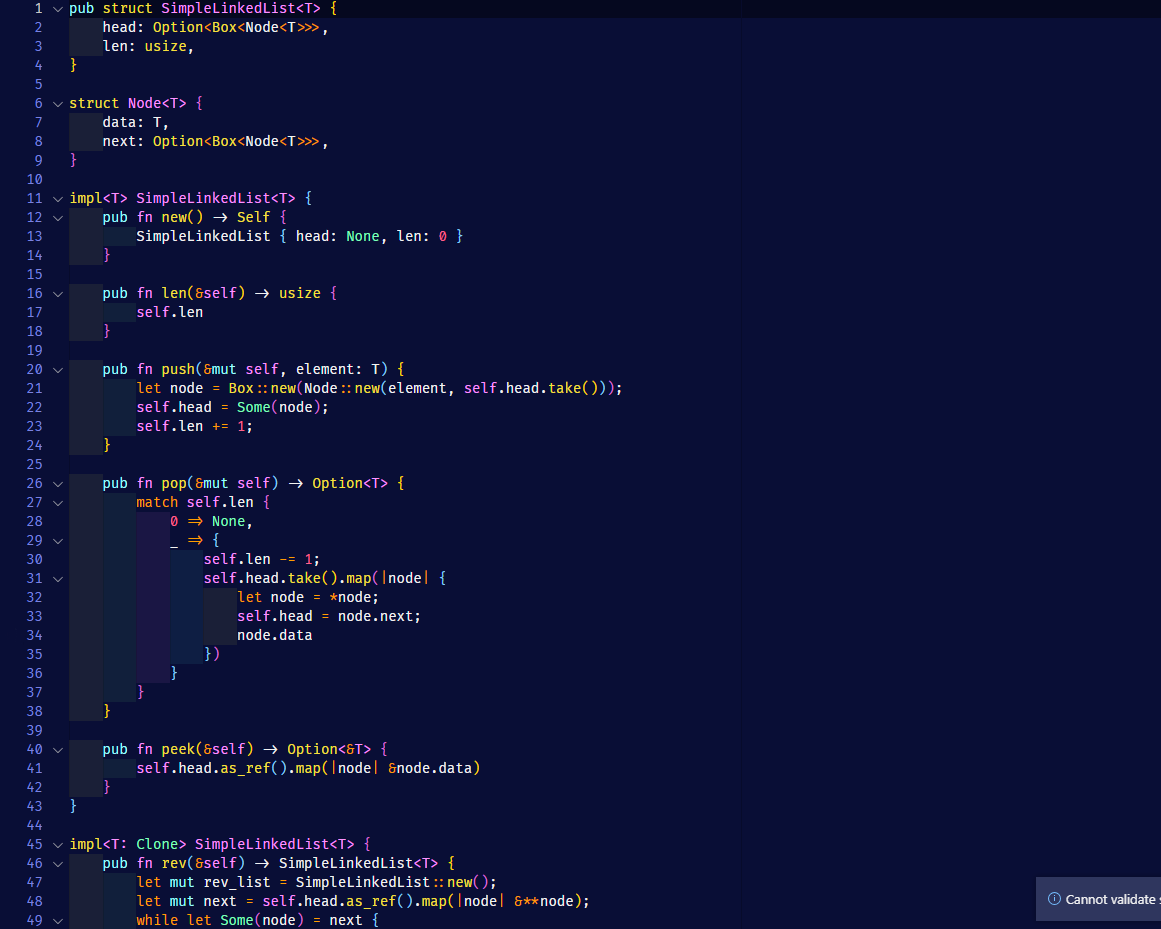 1 pub struct SimpleLinkedList<T> {
2     head: Option<Box<Node<T>>>,
3     len: usize,
4 }
5
6 struct Node<T> {
7     data: T,
8     next: Option<Box<Node<T>>>,
9 }
10
11 impl<T> SimpleLinkedList<T> {
12     pub fn new() -> Self {
13         SimpleLinkedList { head: None, len: 0 }
14     }
15
16     pub fn len(&self) -> usize {
17         self.len
18     }
19
20     pub fn push(&mut self, element: T) {
21         let node = Box::new(Node::new(element, self.head.take()));
22         self.head = Some(node);
23         self.len += 1;
24     }
25
26     pub fn pop(&mut self) -> Option<T> {
27         match self.len {
28             0 => None,
29             _ => {
30                 self.len -= 1;
31                 self.head.take().map(|node| {
32                     let node = *node;
33                     self.head = node.next;
34                     node.data
35                 })
36             }
37         }
38     }
39
40     pub fn peek(&self) -> Option<&T> {
41         self.head.as_ref().map(|node| &node.data)
42     }
43 }
44
45 impl<T: Clone> SimpleLinkedList<T> {
46     pub fn rev(&self) -> SimpleLinkedList<T> {
47         let mut rev_list = SimpleLinkedList::new();
48         let mut next = self.head.as_ref().map(|node| &**node);
49         while let Some(node) = next {
Cannot validate